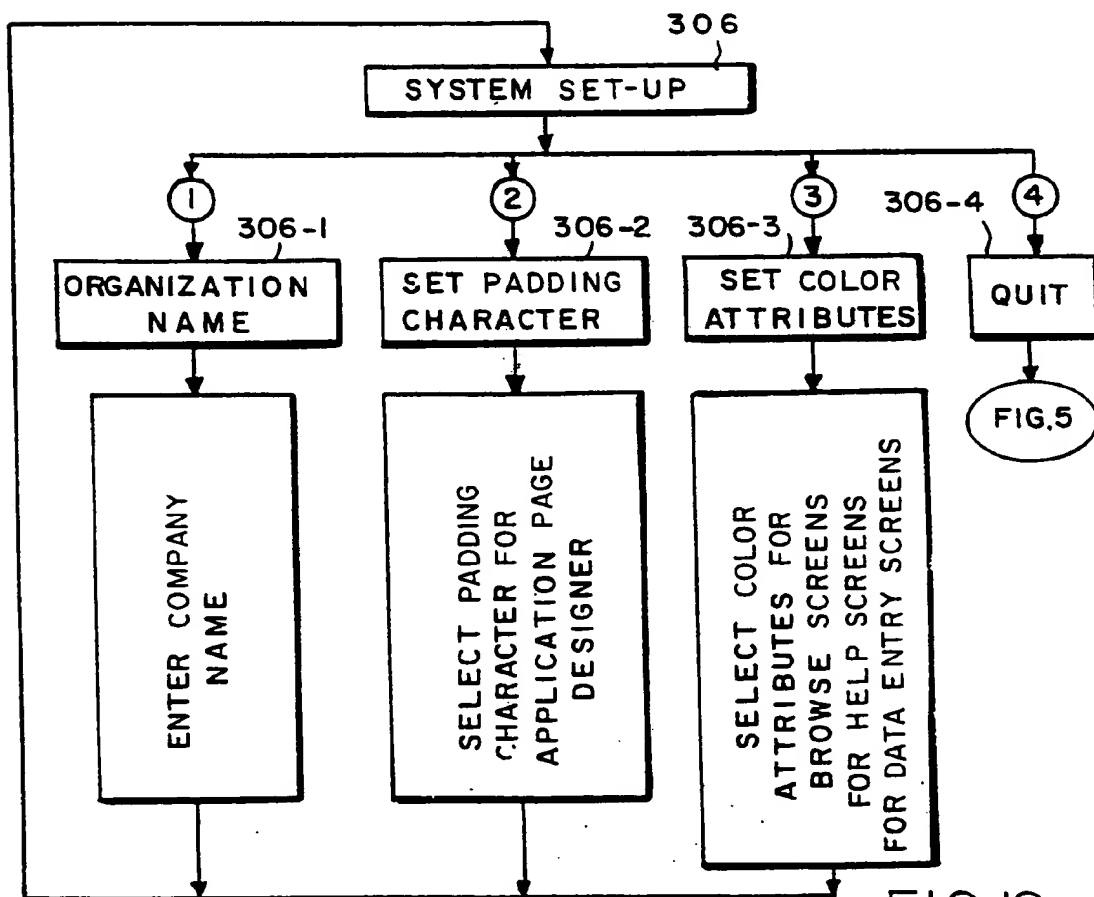 306
SYSTEM SET-UP
1
2
3
4
306-1
306-2
306-3
306-4
ORGANIZATION
NAME
SET PADDING
CHARACTER
SET COLOR
ATTRIBUTES
QUIT
FIG.5
ENTER COMPANY
NAME
SELECT PADDING
CHARACTER FOR
APPLICATION PAGE
DESIGNER
SELECT COLOR
ATTRIBUTES FOR
BROWSE SCREENS
FOR HELP SCREENS
FOR DATA ENTRY SCREENS